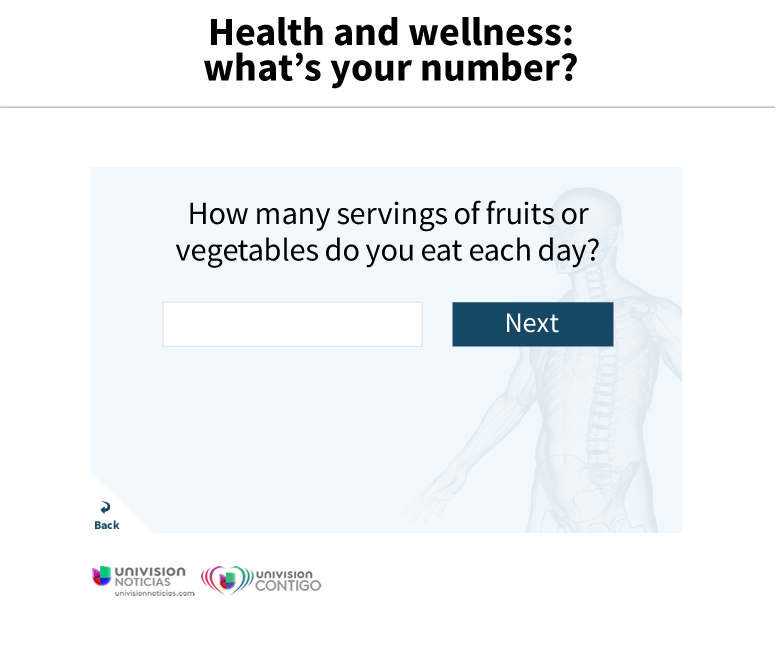 Health and wellness:
what's your number?
How many servings of fruits or
vegetables do you eat each day?
Next
Back
UNIVISION
NOTICIAS
univisionnoticias.com
UNIVISION
CONTIGO